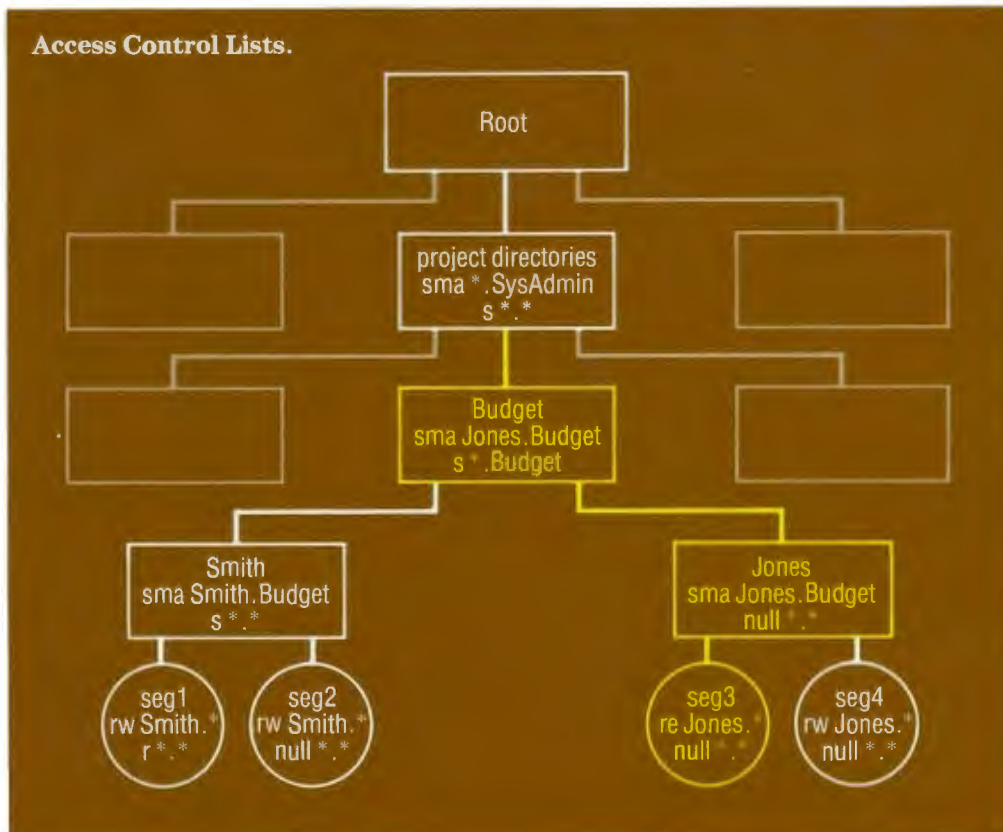 Access Control Lists.
Root
project directories
sma *.SysAdmin
s *.*
Budget
sma Jones.Budget
s *.Budget
Smith
sma Smith.Budget
s *.*
Jones
sma Jones.Budget
null *.*
seg1
rw Smith.*
r *.*
seg2
rw Smith.*
null *.*
seg3
re Jones.*
null *.*
seg4
rw Jones.*
null *.*